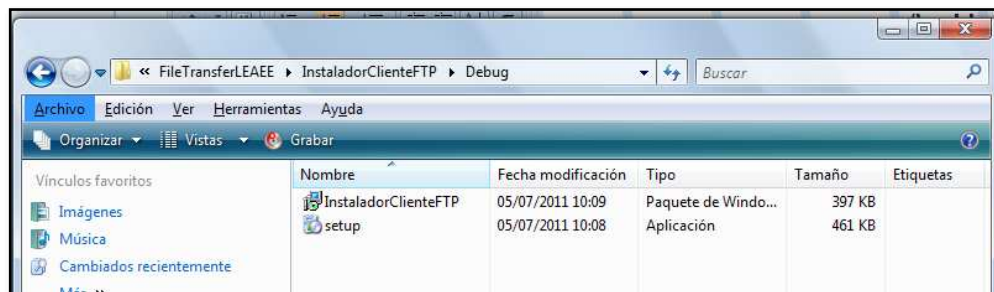 « FileTransferLEAEE ▸ InstaladorClienteFTP ▸ Debug
Buscar
Archivo Edición Ver Herramientas Ayuda
Organizar Vistas Grabar
Vínculos favoritos
Imágenes
Música
Cambiados recientemente
Nombre Fecha modificación Tipo Tamaño Etiquetas
InstaladorClienteFTP 05/07/2011 10:09 Paquete de Windo... 397 KB
setup 05/07/2011 10:08 Aplicación 461 KB